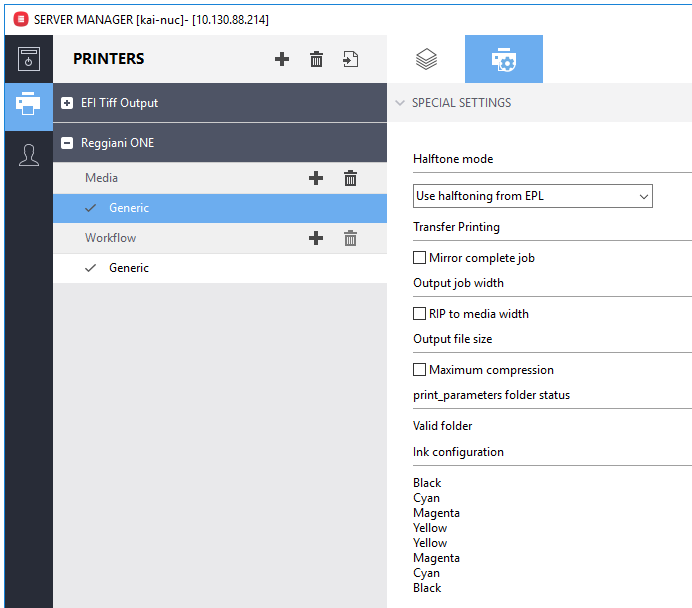 SERVER MANAGER [kai-nuc]- [10.130.88.214]
PRINTERS
EFI Tiff Output
Reggiani ONE
Media
Generic
Workflow
Generic
SPECIAL SETTINGS
Halftone mode
Use halftoning from EPL
Transfer Printing
Mirror complete job
Output job width
RIP to media width
Output file size
Maximum compression
print_parameters folder status
Valid folder
Ink configuration
Black
Cyan
Magenta
Yellow
Yellow
Magenta
Cyan
Black